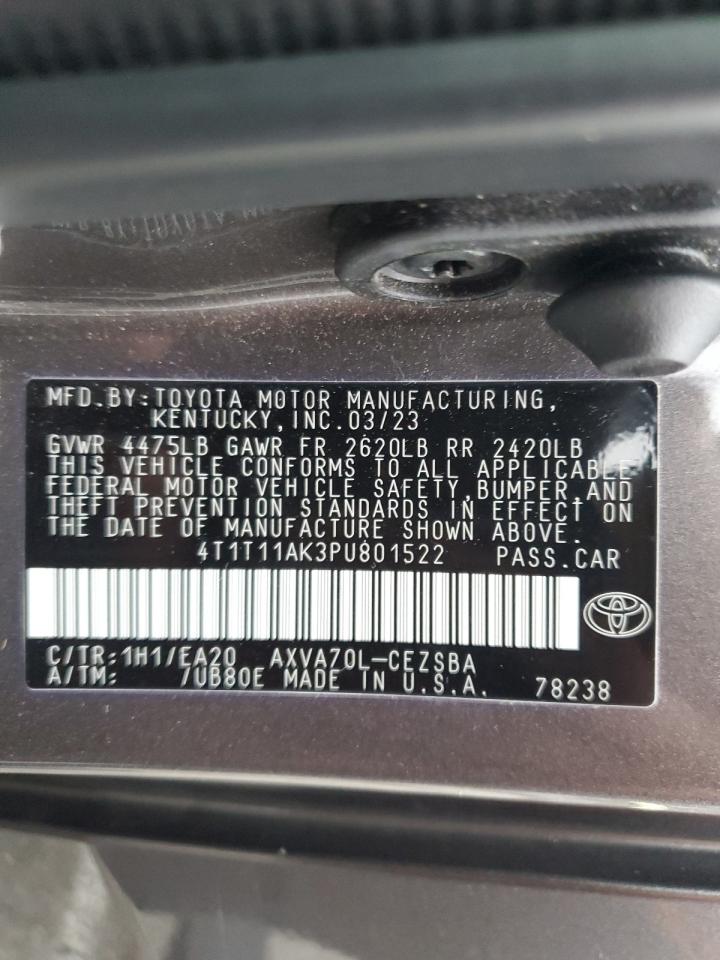 MFD.BY:TOYOTA MOTOR MANUFACTURING,
KENTUCKY,INC.03/23
GVWR 4475LB GAWR FR 2620LB RR 2420LB
THIS VEHICLE CONFORMS TO ALL APPLICABLE
FEDERAL MOTOR VEHICLE SAFETY,BUMPER,AND
THEFT PREVENTION STANDARDS IN EFFECT ON
THE DATE OF MANUFACTURE SHOWN ABOVE.
4T1T11AK3PU801522 PASS.CAR
C/TR:1H1/EA20 AXVA70L-CEZSBA
A/TM: 7UB80E MADE IN U.S.A. 78238